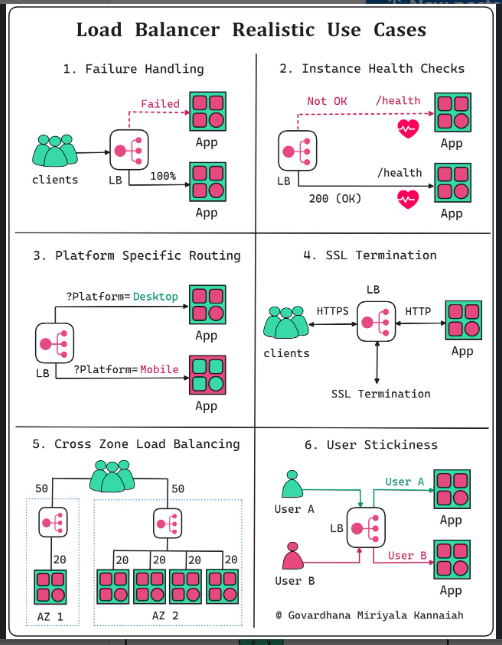 Load Balancer Realistic Use Cases
1. Failure Handling
Failed
App
clients
LB
100%
App
2. Instance Health Checks
Not OK
/health
App
LB
/health
200 (OK)
App
3. Platform Specific Routing
?Platform=Desktop
App
LB
?Platform=Mobile
App
4. SSL Termination
LB
HTTPS
HTTP
clients
App
SSL Termination
5. Cross Zone Load Balancing
50
50
20
20
20
20
20
AZ 1
AZ 2
6. User Stickiness
User A
User A
App
LB
User B
User B
App
@ Govardhana Miriyala Kannaiah